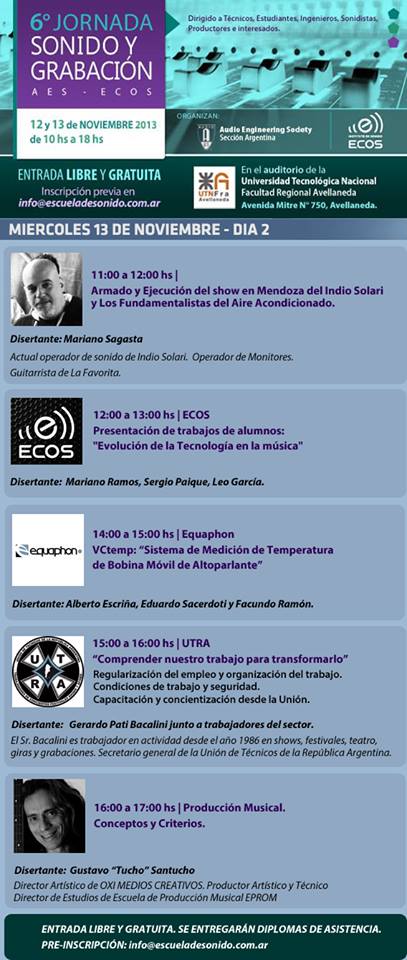 6° JORNADA
SONIDO Y
GRABACIÓN
AES - ECOS
Dirigido a Técnicos, Estudiantes, Ingenieros, Sonidistas,
Productores e interesados.
12 y 13 de NOVIEMBRE 2013
de 10 hs a 18 hs
ORGANIZAN:
Audio Engineering Society
Sección Argentina
ECOS
ENTRADA LIBRE Y GRATUITA
Inscripción previa en
info@escueladesonido.com.ar
UTNFra
Avellaneda
En el auditorio de la
Universidad Tecnológica Nacional
Facultad Regional Avellaneda
Avenida Mitre N° 750, Avellaneda.
MIERCOLES 13 DE NOVIEMBRE - DIA 2
11:00 a 12:00 hs |
Armado y Ejecución del show en Mendoza del Indio Solari
y Los Fundamentalistas del Aire Acondicionado.
Disertante: Mariano Sagasta
Actual operador de sonido de Indio Solari. Operador de Monitores.
Guitarrista de La Favorita.
ECOS
12:00 a 13:00 hs | ECOS
Presentación de trabajos de alumnos:
"Evolución de la Tecnología en la música"
Disertante: Mariano Ramos, Sergio Paique, Leo García.
equaphon
14:00 a 15:00 hs | Equaphon
VCtemp: “Sistema de Medición de Temperatura
de Bobina Móvil de Altoparlante”
Disertante: Alberto Escriña, Eduardo Sacerdoti y Facundo Ramón.
UTRA
15:00 a 16:00 hs | UTRA
“Comprender nuestro trabajo para transformarlo”
Regularización del empleo y organización del trabajo.
Condiciones de trabajo y seguridad.
Capacitación y concientización desde la Unión.
Disertante: Gerardo Pati Bacalini junto a trabajadores del sector.
El Sr. Bacalini es trabajador en actividad desde el año 1986 en shows, festivales, teatro,
giras y grabaciones. Secretario general de la Unión de Técnicos de la República Argentina.
16:00 a 17:00 hs | Producción Musical.
Conceptos y Criterios.
Disertante: Gustavo “Tucho” Santucho
Director Artístico de OXI MEDIOS CREATIVOS. Productor Artístico y Técnico
Director de Estudios de Escuela de Producción Musical EPROM
ENTRADA LIBRE Y GRATUITA. SE ENTREGARÁN DIPLOMAS DE ASISTENCIA.
PRE-INSCRIPCIÓN: info@escueladesonido.com.ar